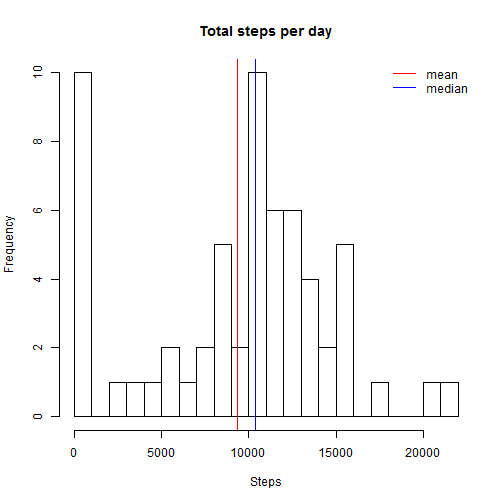 Total steps per day
mean
median
Frequency
0
2
4
6
8
10
0
5000
10000
15000
20000
Steps